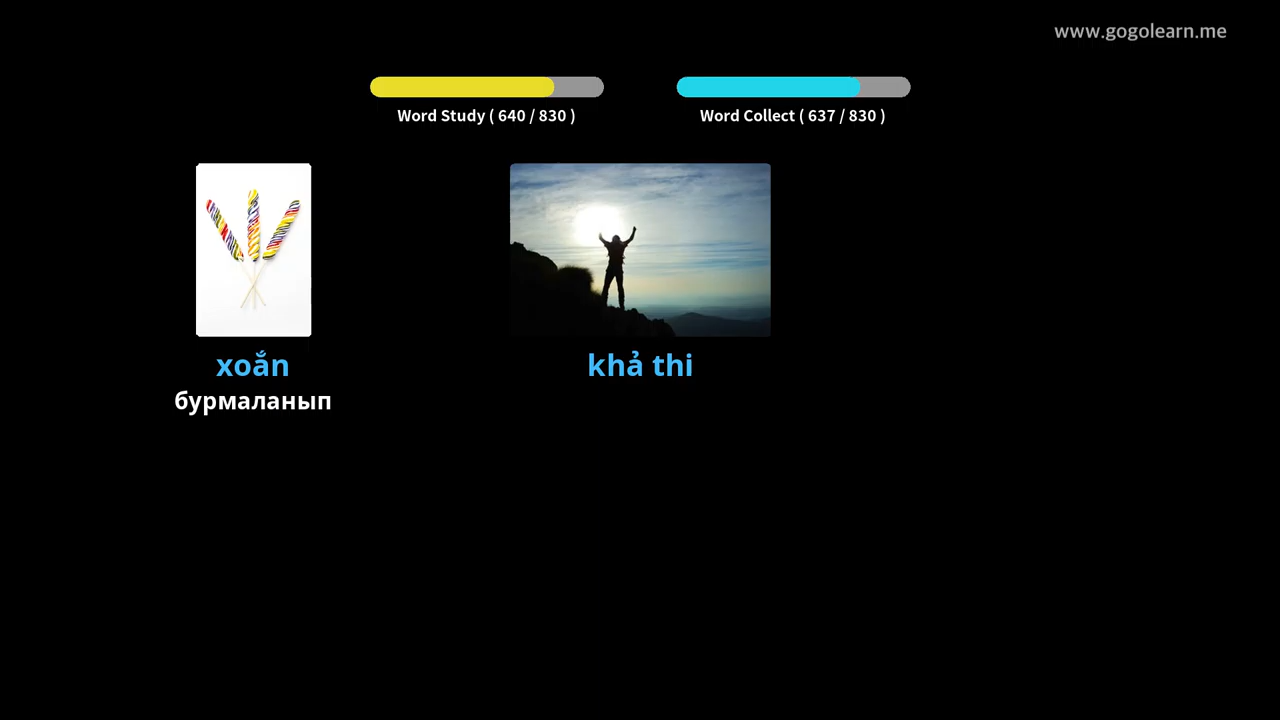 www.gogolearn.me
Word Study ( 640 / 830 )
Word Collect ( 637 / 830 )
xoắn
khả thi
бурмаланып